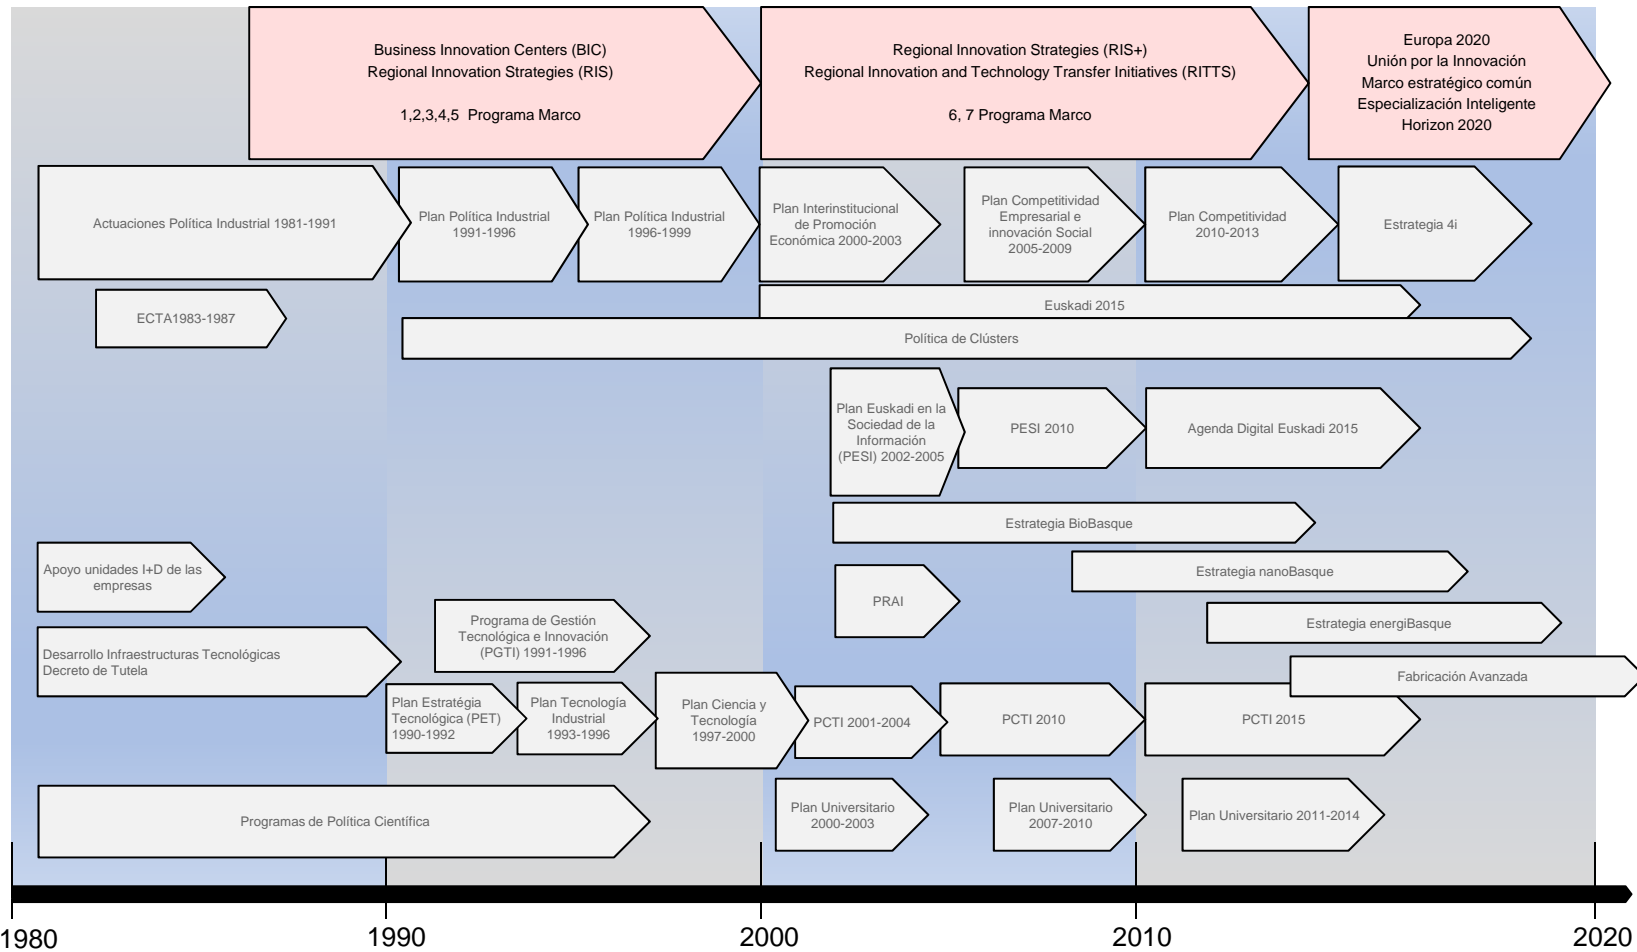 Business Innovation Centers (BIC)
Regional Innovation Strategies (RIS)
1,2,3,4,5 Programa Marco
Regional Innovation Strategies (RIS+)
Regional Innovation and Technology Transfer Initiatives (RITTS)
6, 7 Programa Marco
Europa 2020
Unión por la Innovación
Marco estratégico común
Especialización Inteligente
Horizon 2020
Actuaciones Política Industrial 1981-1991
Plan Política Industrial
1991-1996
Plan Política Industrial
1996-1999
Plan Interinstitucional
de Promoción
Económica 2000-2003
Plan Competitividad
Empresarial e
innovación Social
2005-2009
Plan Competitividad
2010-2013
Estrategia 4i
ECTA1983-1987
Euskadi 2015
Política de Clústers
Plan Euskadi en la
Sociedad de la
Información
(PESI) 2002-2005
PESI 2010
Agenda Digital Euskadi 2015
Estrategia BioBasque
Apoyo unidades I+D de las
empresas
Estrategia nanoBasque
PRAI
Programa de Gestión
Tecnológica e Innovación
(PGTI) 1991-1996
Estrategia energiBasque
Desarrollo Infraestructuras Tecnológicas
Decreto de Tutela
Fabricación Avanzada
Plan Estratégia
Tecnológica (PET)
1990-1992
Plan Tecnología
Industrial
1993-1996
Plan Ciencia y
Tecnología
1997-2000
PCTI 2001-2004
PCTI 2010
PCTI 2015
Programas de Política Científica
Plan Universitario
2000-2003
Plan Universitario
2007-2010
Plan Universitario 2011-2014
1980
1990
2000
2010
2020